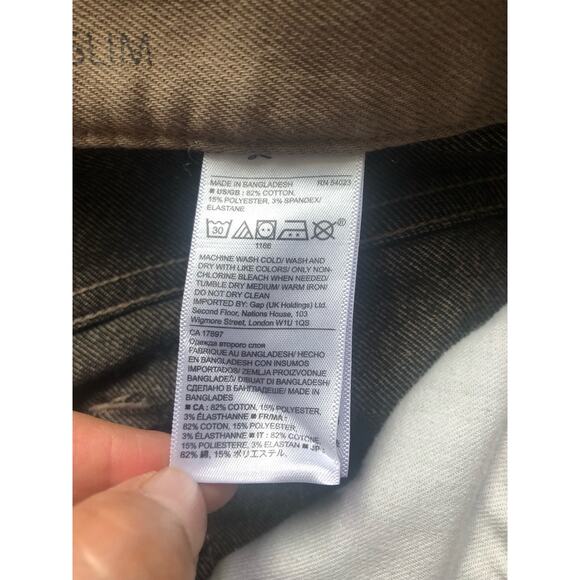 SLIM
MADE IN BANGLADESH RN 54023
■ US/GB : 82% COTTON,
15% POLYESTER, 3% SPANDEX/
ELASTANE
30
®
1166
MACHINE WASH COLD/ WASH AND
DRY WITH LIKE COLORS/ ONLY NON-
CHLORINE BLEACH WHEN NEEDED/
TUMBLE DRY MEDIUM/ WARM IRON/
DO NOT DRY CLEAN
IMPORTED BY: Gap (UK Holdings) Ltd.
Second Floor, Nations House, 103
Wigmore Street, London W1U 1QS
CA 17897
Одежда второго слоя
FABRIQUE AU BANGLADESH/ HECHO
EN BANGLADESH CON INSUMOS
IMPORTADOS/ ZEMLJA PROIZVODNJE
BANGLADEŠ/ DIBUAT DI BANGLADESH/
СДЕЛАНО В БАНГЛАДЕШЕ/ MADE IN
BANGLADES
■ CA : 82% COTON, 15% POLYESTER,
3% ÉLASTHANNE ■ FR/MA :
82% COTON, 15% POLYESTER,
3% ÉLASTHANNE ■ IT : 82% COTONE,
15% POLIESTERE, 3% ELASTAN ■ JP :
82% 綿, 15% ポリエステル,